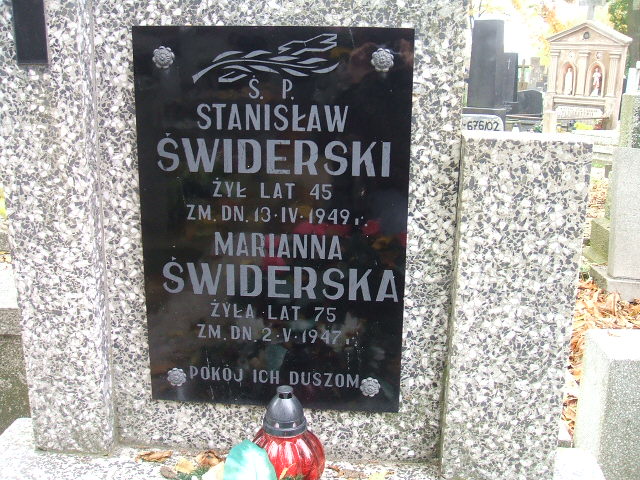 Ś. P.
STANISŁAW
ŚWIDERSKI
ŻYŁ LAT 45
ZM. DN. 13·IV·1949 r.
MARIANNA
ŚWIDERSKA
ŻYŁA LAT 75
ZM. DN. 2·V·1947 r.
POKÓJ ICH DUSZOM
676/02